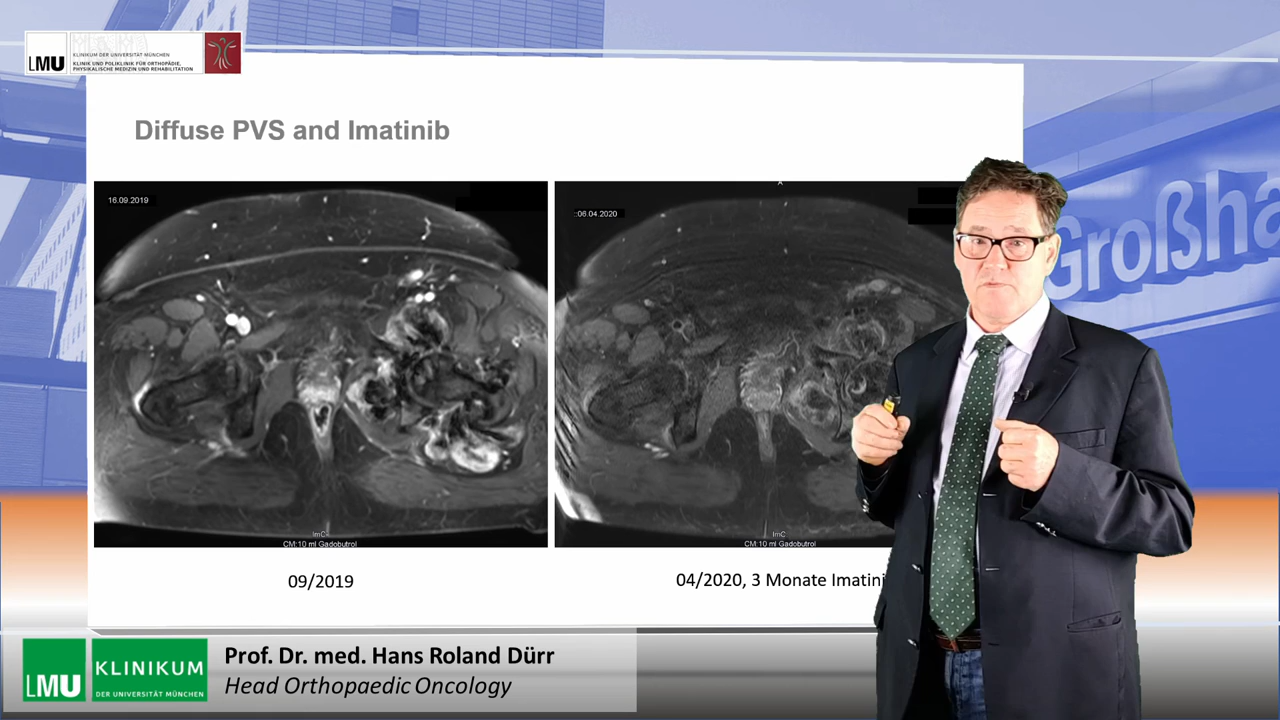 LMU
KLINIKUM DER UNIVERSITÄT MÜNCHEN
KLINIK UND POLIKLINIK FÜR ORTHOPÄDIE,
PHYSIKALISCHE MEDIZIN UND REHABILITATION
Diffuse PVS and Imatinib
16.09.2019
A
:06.04.2020
Großha
ImC
CM:10 ml Gadobutrol
ImC
CM:10 ml Gadobutrol
09/2019
04/2020, 3 Monate Imatini
LMU
KLINIKUM
DER UNIVERSITÄT MÜNCHEN
Prof. Dr. med. Hans Roland Dürr
Head Orthopaedic Oncology